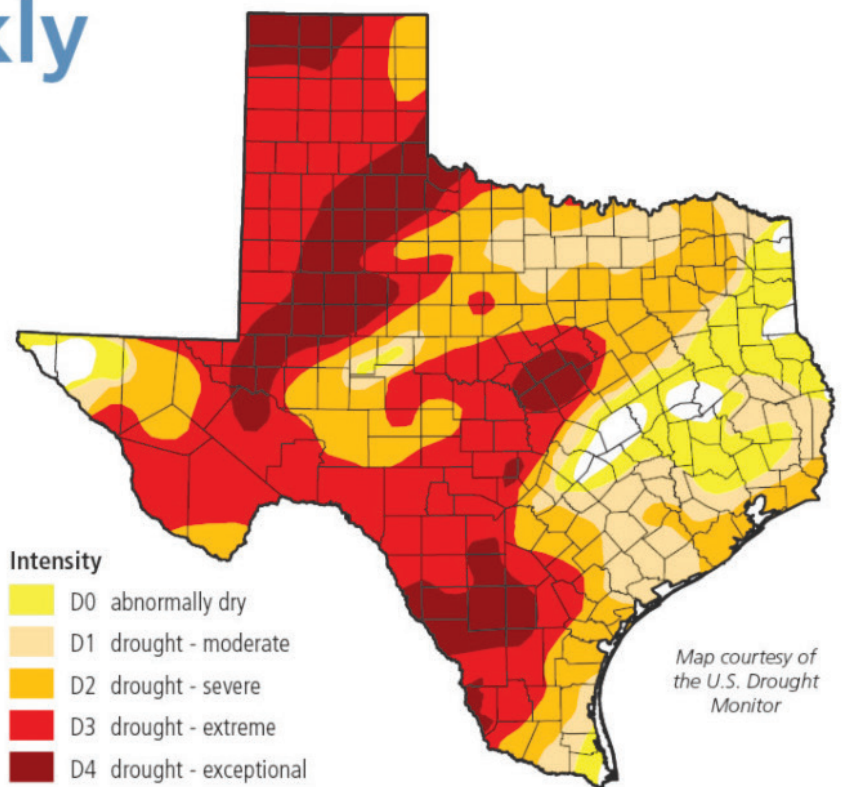 kly
Intensity
D0 abnormally dry
D1 drought - moderate
D2 drought - severe
D3 drought - extreme
D4 drought - exceptional
Map courtesy of
the U.S. Drought
Monitor